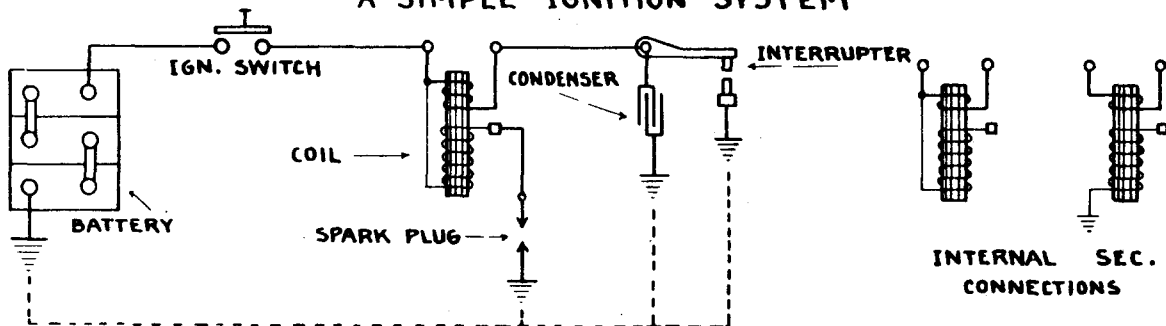 A SIMPLE IGNITION SYSTEM
IGN. SWITCH
CONDENSER
INTERRUPTER
COIL
BATTERY
SPARK PLUG
INTERNAL SEC.
CONNECTIONS